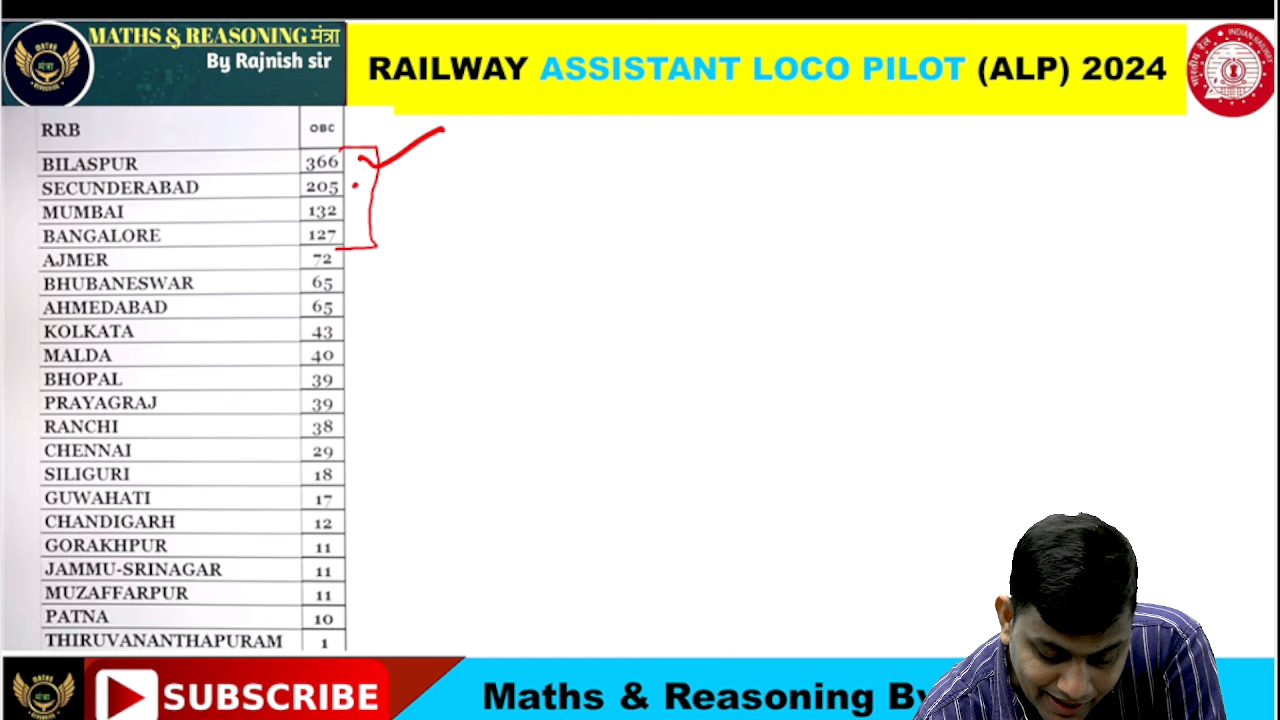 MATHS & REASONING मंत्रा
By Rajnish sir
RAILWAY ASSISTANT LOCO PILOT (ALP) 2024
RRB OBC
BILASPUR 366
SECUNDERABAD 205
MUMBAI 132
BANGALORE 127
AJMER 72
BHUBANESWAR 65
AHMEDABAD 65
KOLKATA 43
MALDA 40
BHOPAL 39
PRAYAGRAJ 39
RANCHI 38
CHENNAI 29
SILIGURI 18
GUWAHATI 17
CHANDIGARH 12
GORAKHPUR 11
JAMMU-SRINAGAR 11
MUZAFFARPUR 11
PATNA 10
THIRUVANANTHAPURAM 1
SUBSCRIBE
Maths & Reasoning By